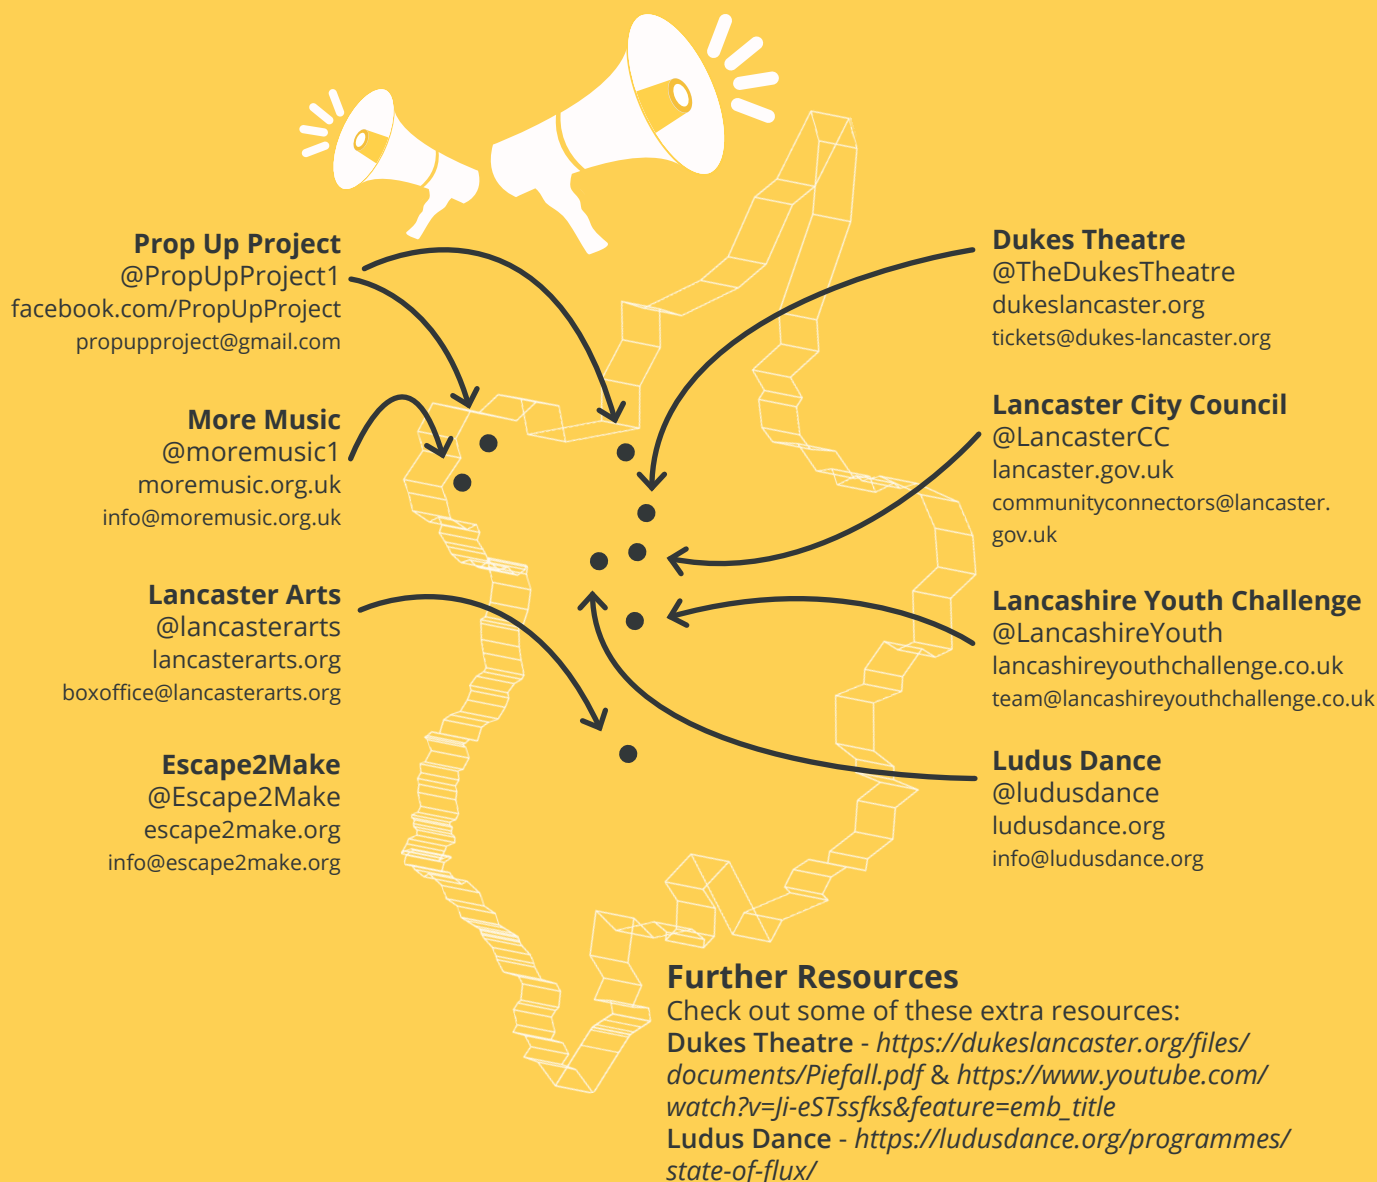 Prop Up Project
@PropUpProject1
facebook.com/PropUpProject
propupproject@gmail.com
More Music
@moremusic1
moremusic.org.uk
info@moremusic.org.uk
Lancaster Arts
@lancasterarts
lancasterarts.org
boxoffice@lancasterarts.org
Escape2Make
@Escape2Make
escape2make.org
info@escape2make.org
Dukes Theatre
@TheDukesTheatre
dukeslancaster.org
tickets@dukes-lancaster.org
Lancaster City Council
@LancasterCC
lancaster.gov.uk
communityconnectors@lancaster.
gov.uk
Lancashire Youth Challenge
@LancashireYouth
lancashireyouthchallenge.co.uk
team@lancashireyouthchallenge.co.uk
Ludus Dance
@ludusdance
ludusdance.org
info@ludusdance.org
Further Resources
Check out some of these extra resources:
Dukes Theatre - https://dukeslancaster.org/files/
documents/Piefall.pdf & https://www.youtube.com/
watch?v=Ji-eSTssfks&feature=emb_title
Ludus Dance - https://ludusdance.org/programmes/
state-of-flux/